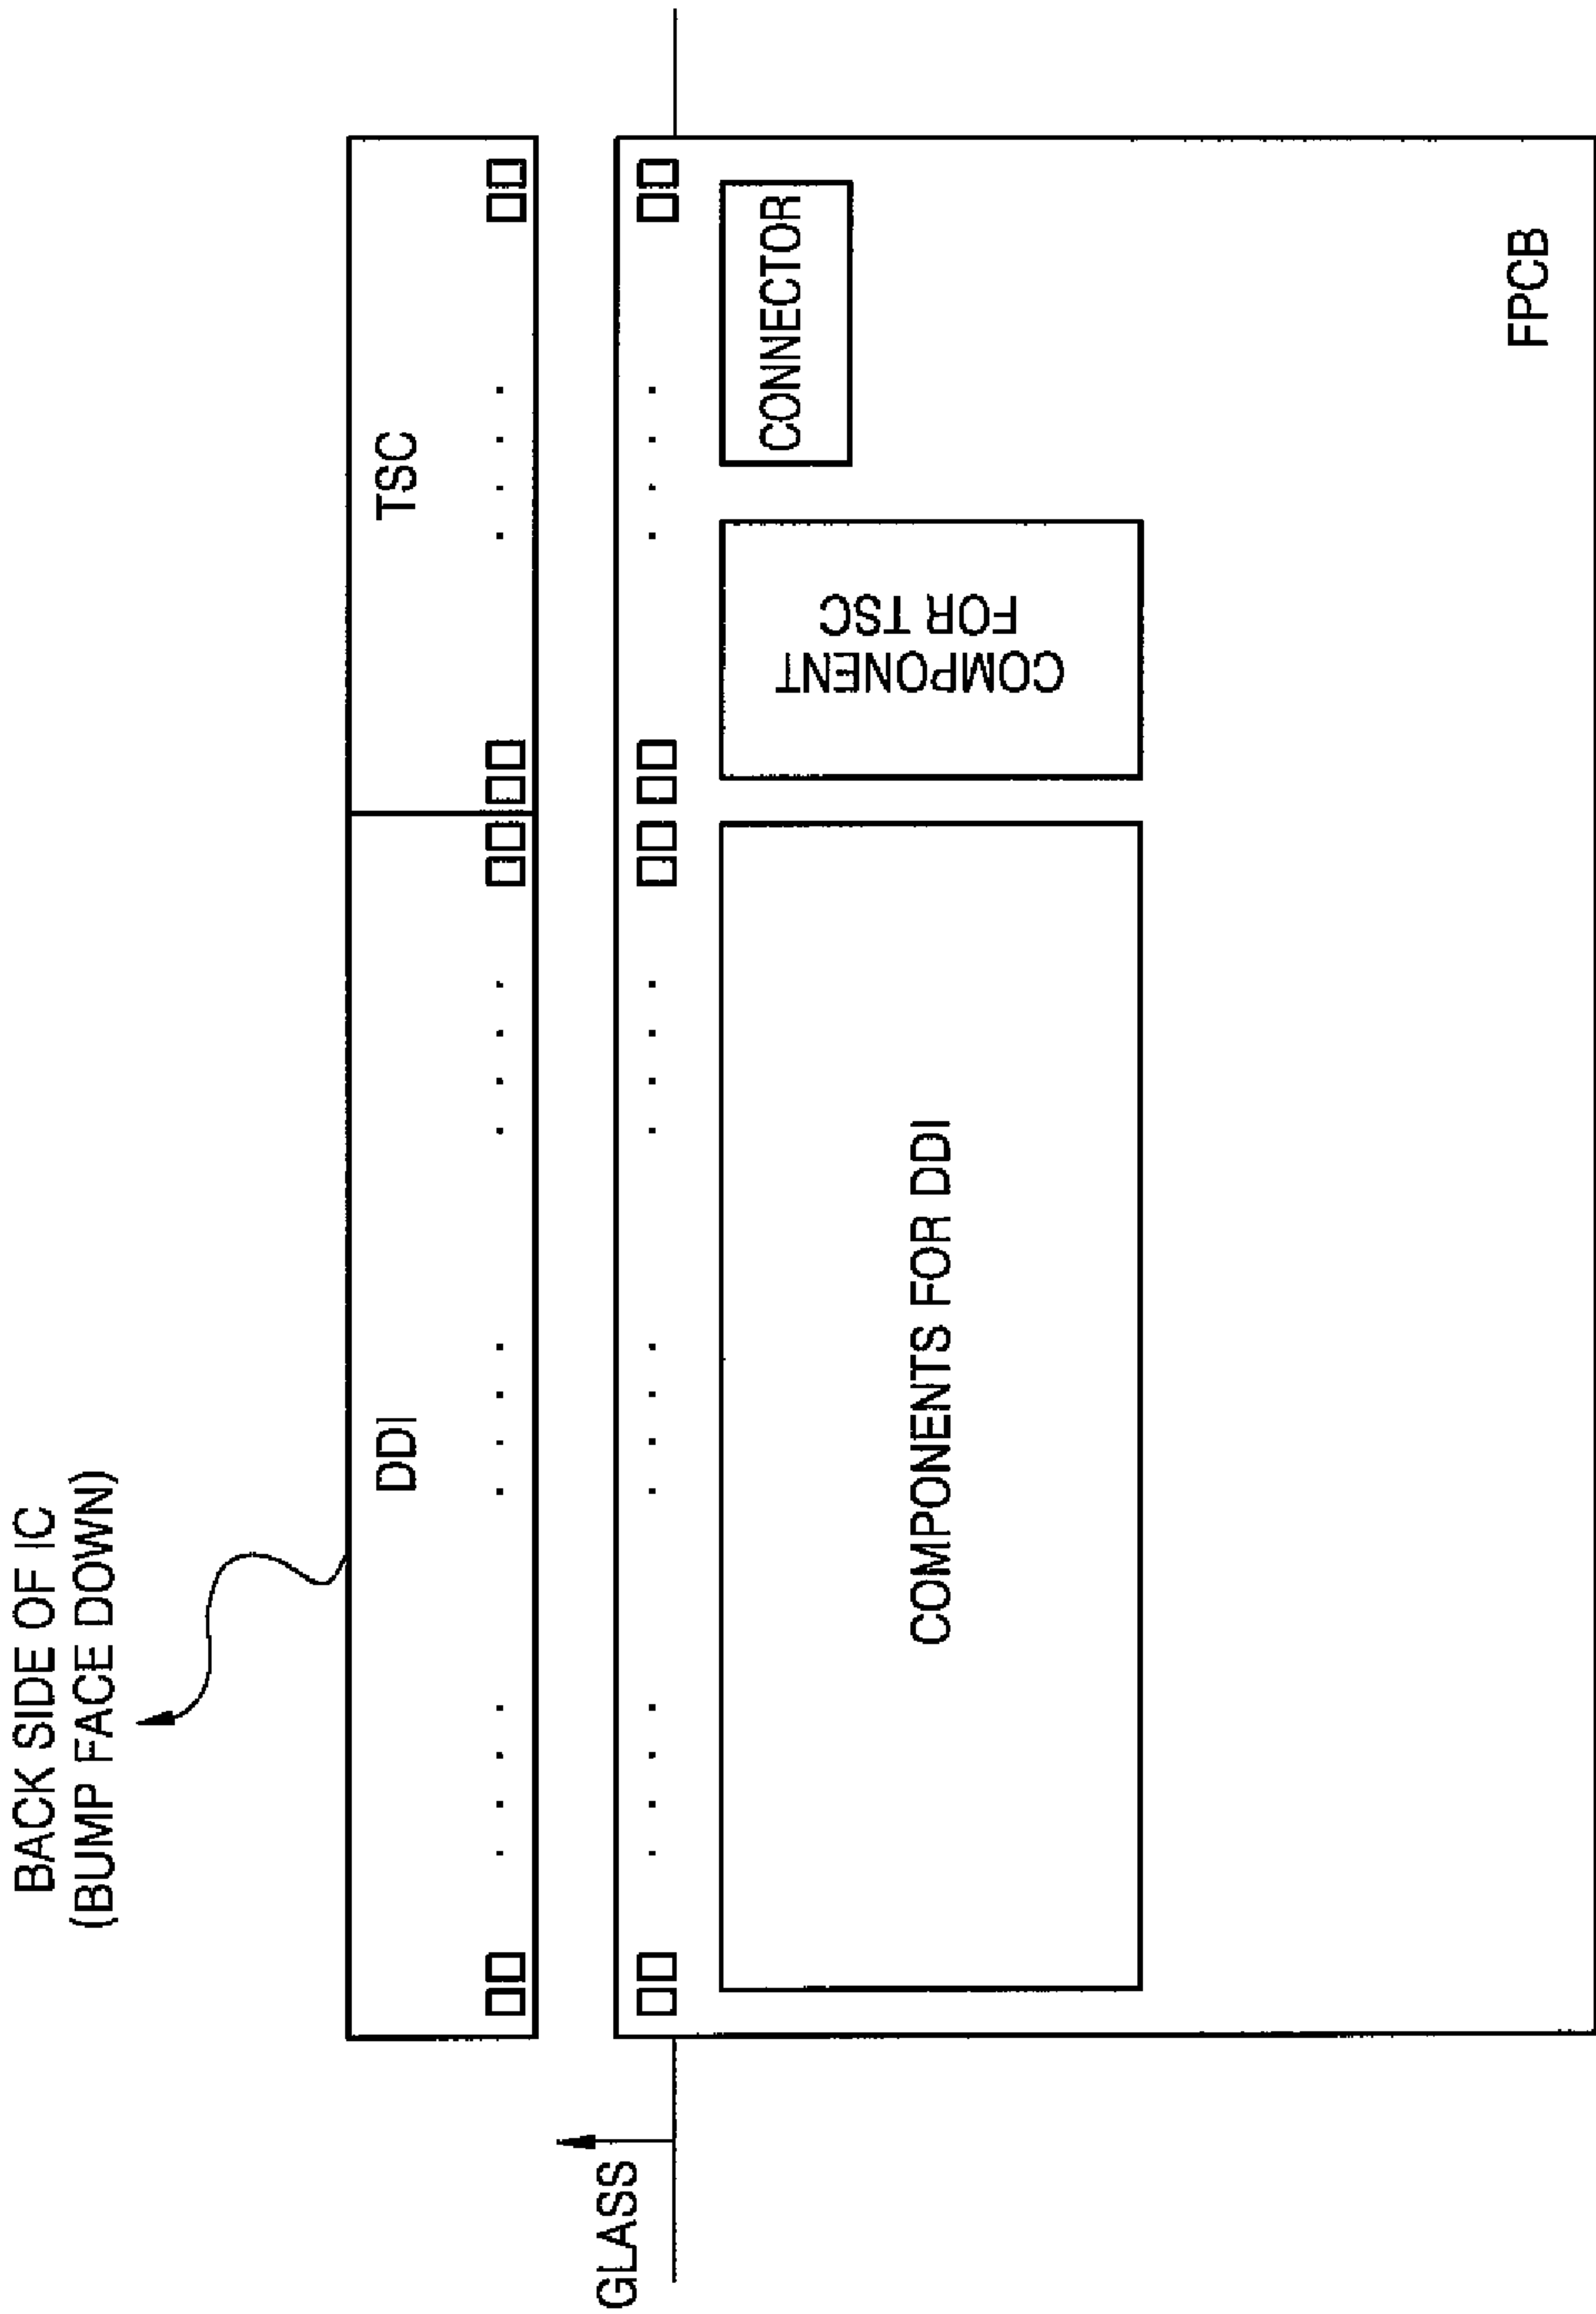 BACK SIDE OF IC
(BUMP FACE DOWN)
DDI
TSC
GLASS
COMPONENTS FOR DDI
COMPONENT
FOR TSC
CONNECTOR
FPCB